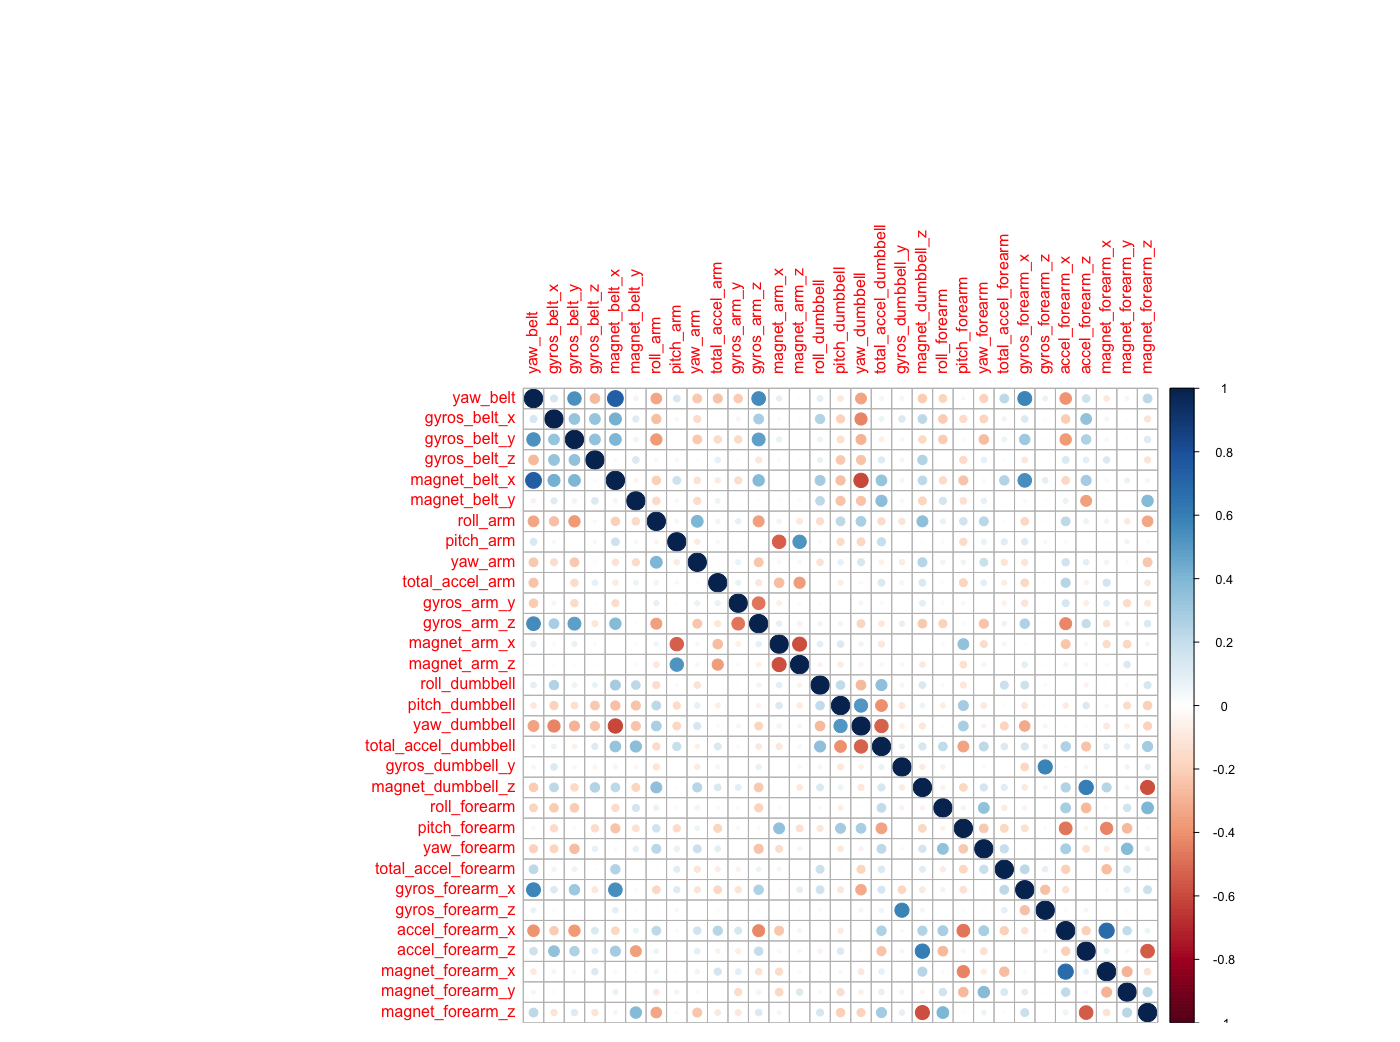 yaw_belt
gyros_belt_x
gyros_belt_y
gyros_belt_z
magnet_belt_x
magnet_belt_y
roll_arm
pitch_arm
yaw_arm
total_accel_arm
gyros_arm_y
gyros_arm_z
magnet_arm_x
magnet_arm_z
roll_dumbbell
pitch_dumbbell
yaw_dumbbell
total_accel_dumbbell
gyros_dumbbell_y
magnet_dumbbell_z
roll_forearm
pitch_forearm
yaw_forearm
total_accel_forearm
gyros_forearm_x
gyros_forearm_z
accel_forearm_x
accel_forearm_z
magnet_forearm_x
magnet_forearm_y
magnet_forearm_z
yaw_belt
gyros_belt_x
gyros_belt_y
gyros_belt_z
magnet_belt_x
magnet_belt_y
roll_arm
pitch_arm
yaw_arm
total_accel_arm
gyros_arm_y
gyros_arm_z
magnet_arm_x
magnet_arm_z
roll_dumbbell
pitch_dumbbell
yaw_dumbbell
total_accel_dumbbell
gyros_dumbbell_y
magnet_dumbbell_z
roll_forearm
pitch_forearm
yaw_forearm
total_accel_forearm
gyros_forearm_x
gyros_forearm_z
accel_forearm_x
accel_forearm_z
magnet_forearm_x
magnet_forearm_y
magnet_forearm_z
1
0.8
0.6
0.4
0.2
0
-0.2
-0.4
-0.6
-0.8